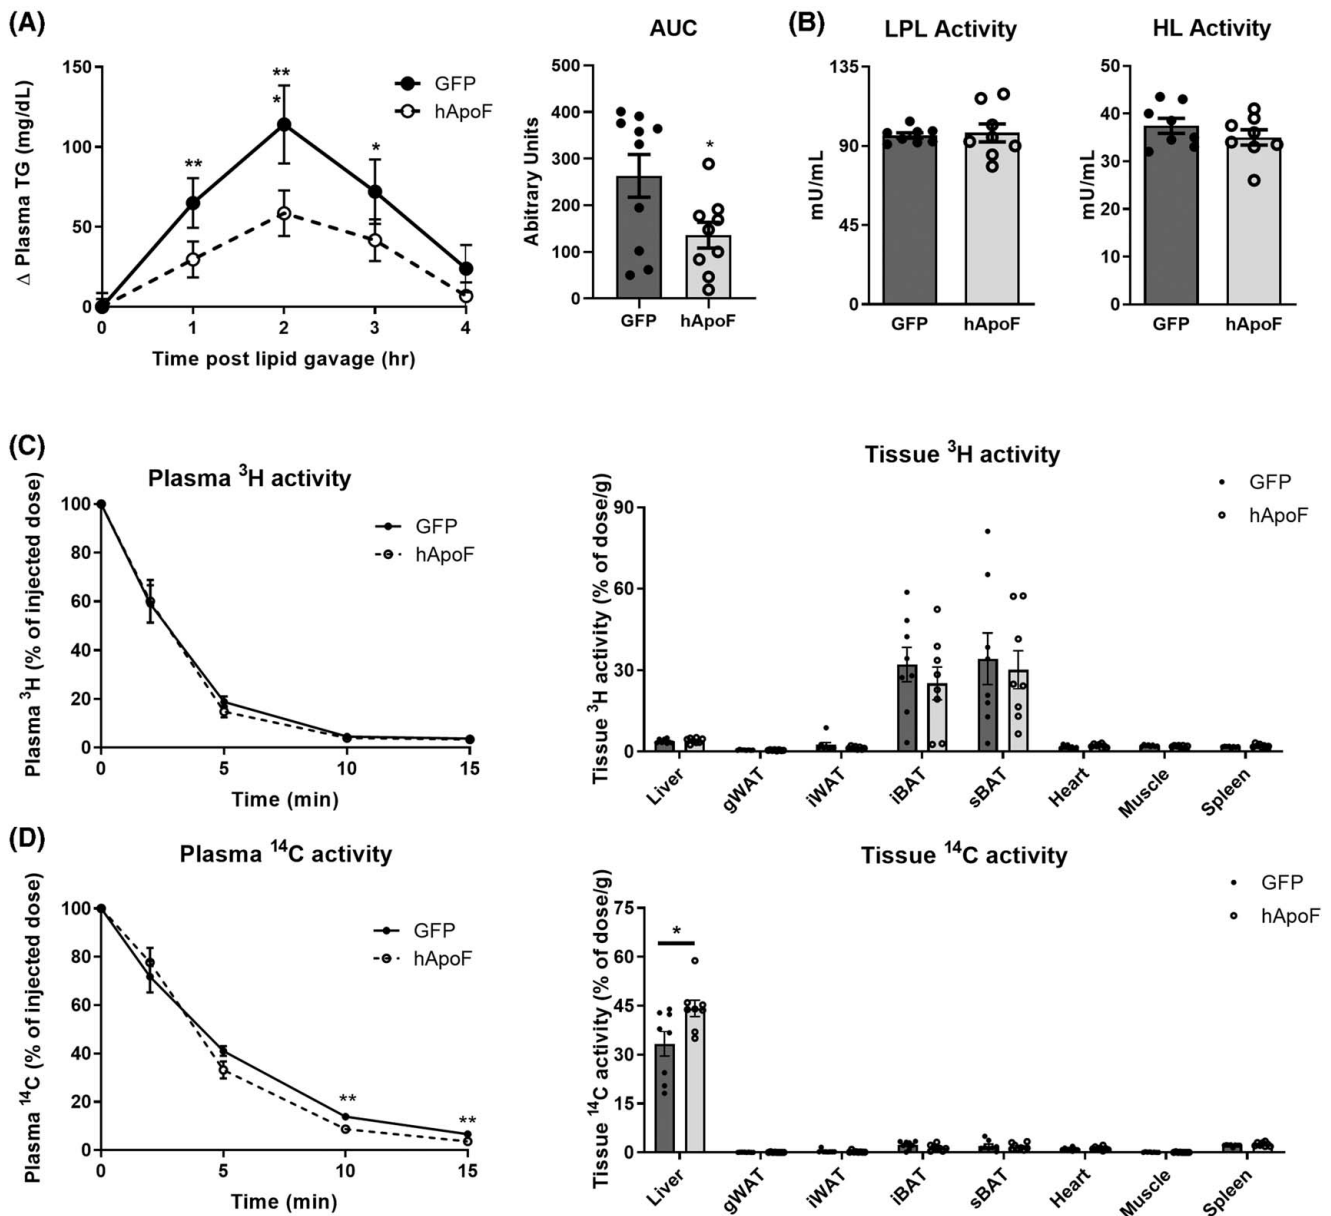 (A)
Δ Plasma TG (mg/dL)
150
100
50
0
0 1 2 3 4
Time post lipid gavage (hr)
**
**
*
*
GFP
hApoF
AUC
Abitrary Units
500
400
300
200
100
0
*
GFP hApoF
(B)
LPL Activity
mU/mL
135
90
45
0
GFP hApoF
HL Activity
mU/mL
50
40
30
20
10
0
GFP hApoF
(C)
Plasma ³H activity
Plasma ³H (% of injected dose)
100
80
60
40
20
0
0 5 10 15
Time (min)
GFP
hApoF
Tissue ³H activity
Tissue ³H activity (% of dose/g)
90
60
30
0
Liver gWAT iWAT iBAT sBAT Heart Muscle Spleen
GFP
hApoF
(D)
Plasma ¹⁴C activity
Plasma ¹⁴C (% of injected dose)
100
80
60
40
20
0
0 5 10 15
Time (min)
GFP
hApoF
**
**
Tissue ¹⁴C activity
Tissue ¹⁴C activity (% of dose/g)
75
60
45
30
15
0
*
Liver gWAT iWAT iBAT sBAT Heart Muscle Spleen
GFP
hApoF